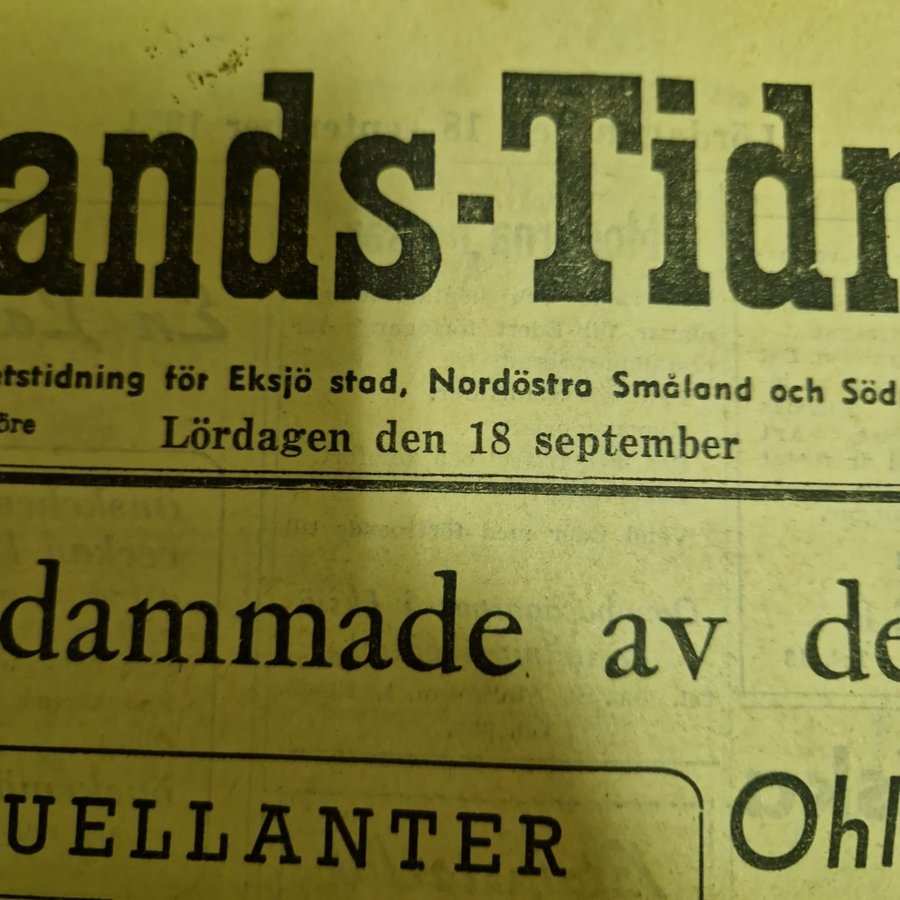 ands-Tidn
etstidning för Eksjö stad, Nordöstra Småland och Söd
öre
Lördagen den 18 september
dammade av de
UELLANTER
Ohl